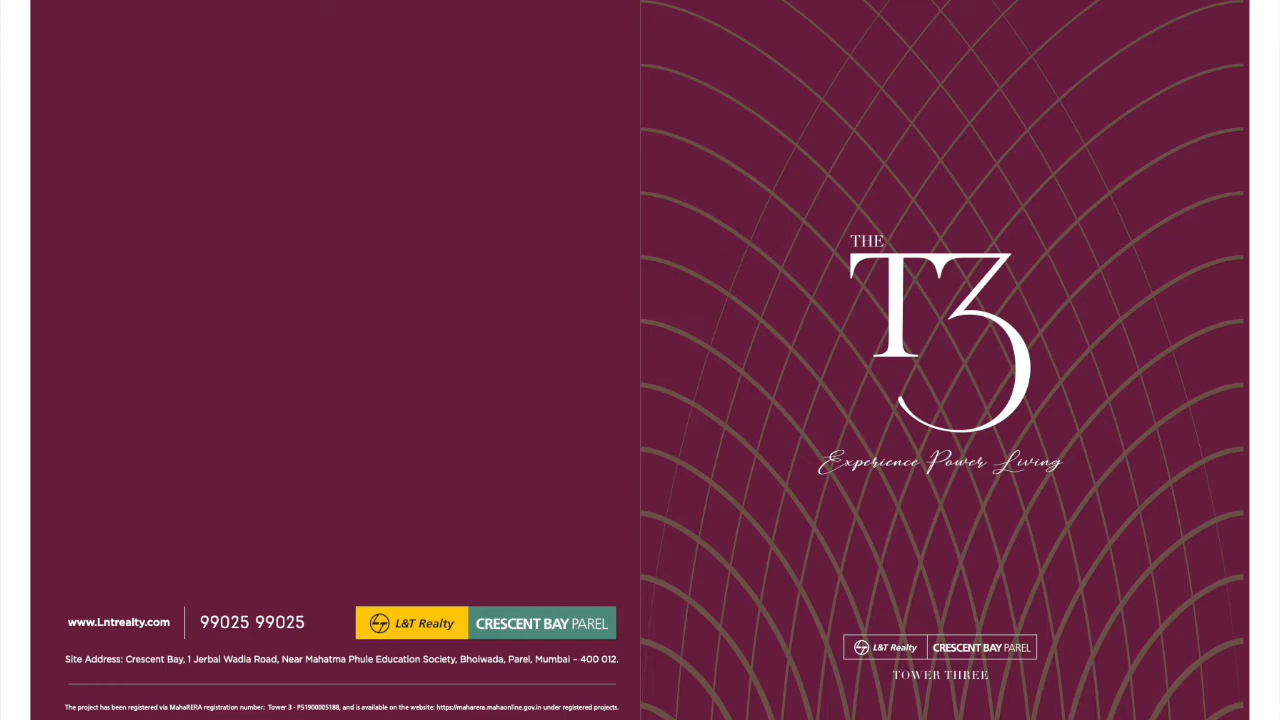 www.Lntrealty.com
99025 99025
L&T Realty
CRESCENT BAY PAREL
Site Address: Crescent Bay, 1 Jerbai Wadia Road, Near Mahatma Phule Education Society, Bhoiwada, Parel, Mumbai – 400 012.
The project has been registered via MahaRERA registration number: Tower 3 - P51900005188, and is available on the website: https://maharera.mahaonline.gov.in under registered projects.
THE
T3
Experience Power Living
L&T Realty
CRESCENT BAY PAREL
TOWER THREE